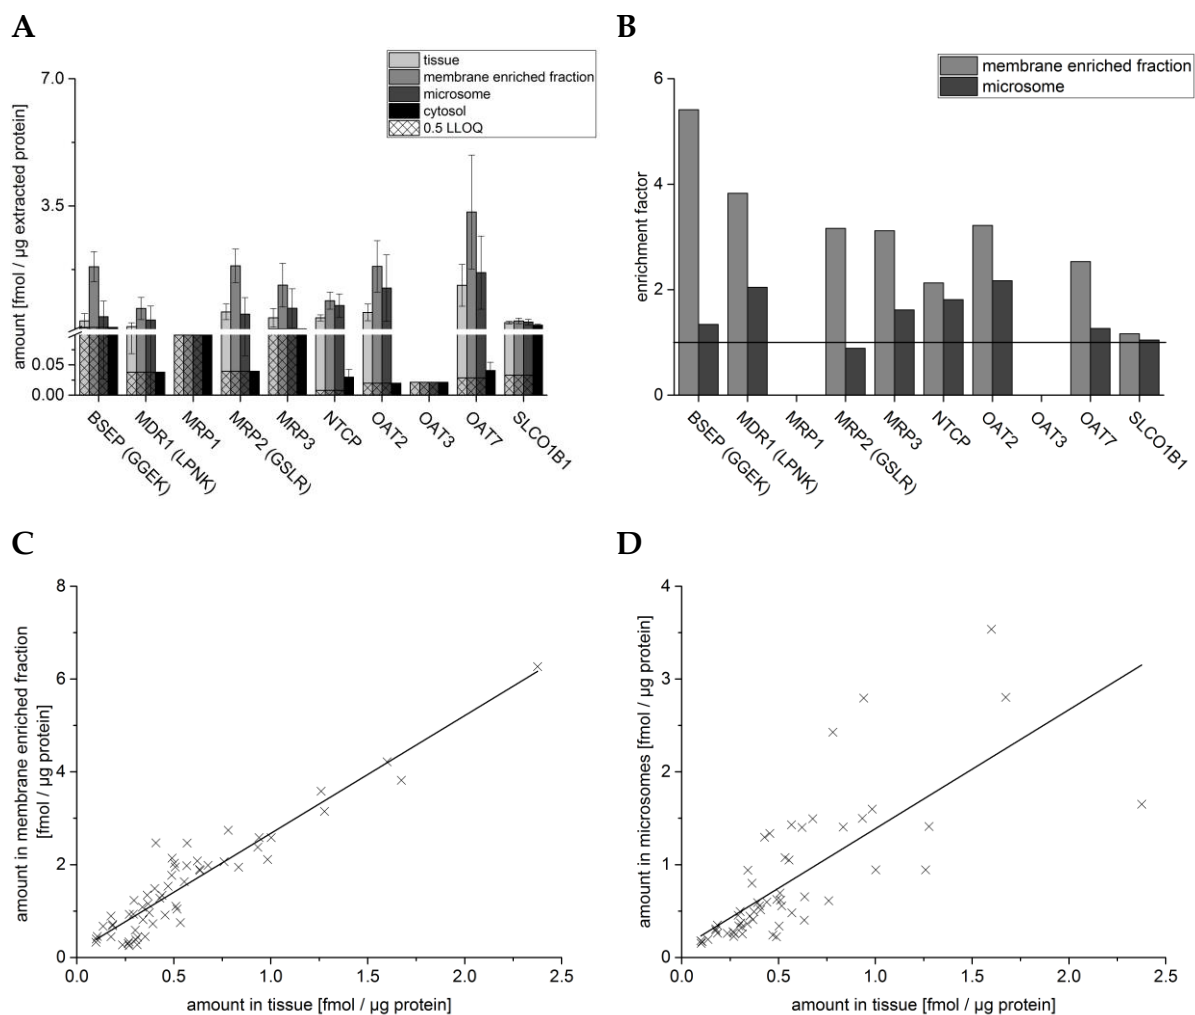 A
tissue
membrane enriched fraction
microsome
cytosol
0.5 LLOQ
amount [fmol / µg extracted protein]
7.0
3.5
0.05
0.00
BSEP (GGEK)
MDR1 (LPNK)
MRP1
MRP2 (GSLR)
MRP3
NTCP
OAT2
OAT3
OAT7
SLCO1B1
B
membrane enriched fraction
microsome
enrichment factor
6
4
2
0
BSEP (GGEK)
MDR1 (LPNK)
MRP1
MRP2 (GSLR)
MRP3
NTCP
OAT2
OAT3
OAT7
SLCO1B1
C
amount in membrane enriched fraction
[fmol / µg protein]
8
6
4
2
0
0.0 0.5 1.0 1.5 2.0 2.5
amount in tissue [fmol / µg protein]
D
amount in microsomes [fmol / µg protein]
4
3
2
1
0
0.0 0.5 1.0 1.5 2.0 2.5
amount in tissue [fmol / µg protein]